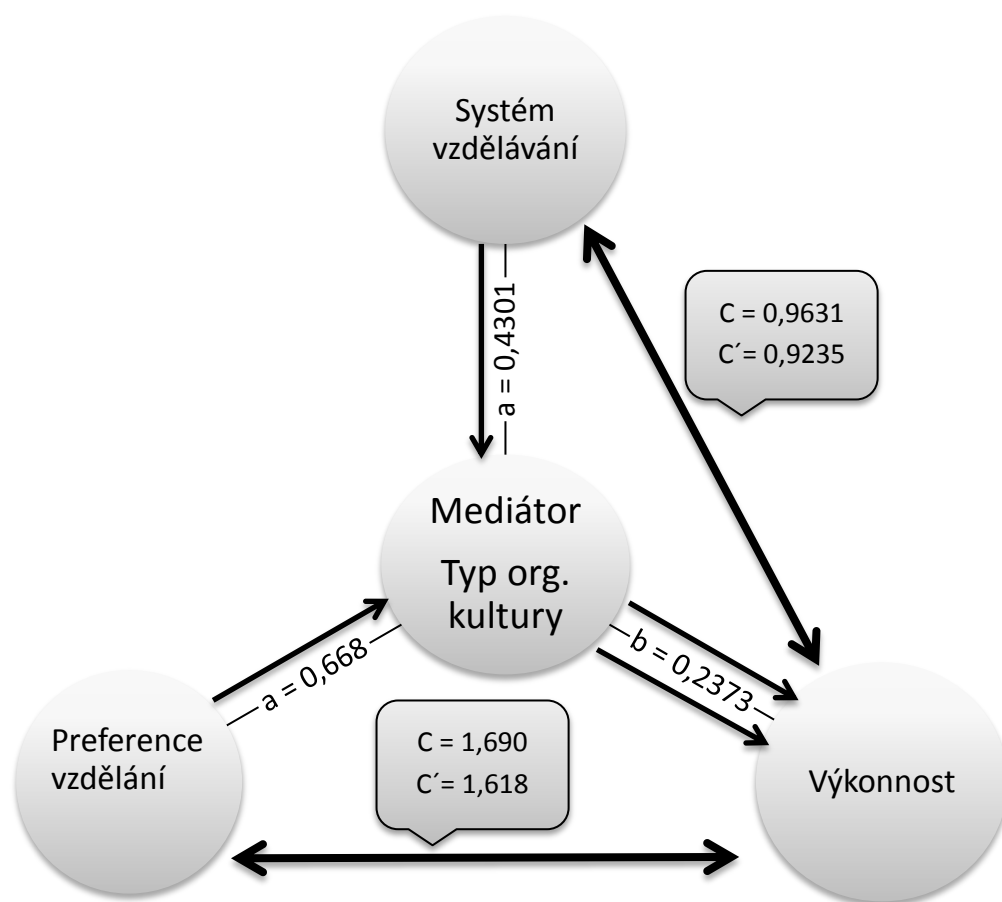 Systém
vzdělávání
a = 0,4301
C = 0,9631
C´= 0,9235
Mediátor
Typ org.
kultury
a = 0,668
b = 0,2373
Preference
vzdělání
C = 1,690
C´= 1,618
Výkonnost